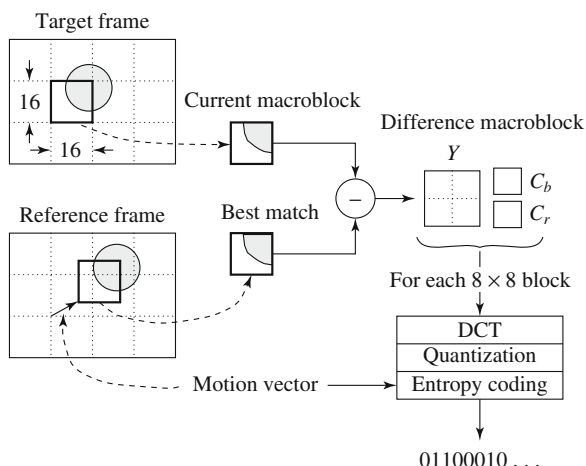 Target frame
16
16
Current macroblock
Difference macroblock
Y
C_b
C_r
−
Reference frame
Best match
For each 8 × 8 block
DCT
Quantization
Entropy coding
Motion vector
01100010 . . .